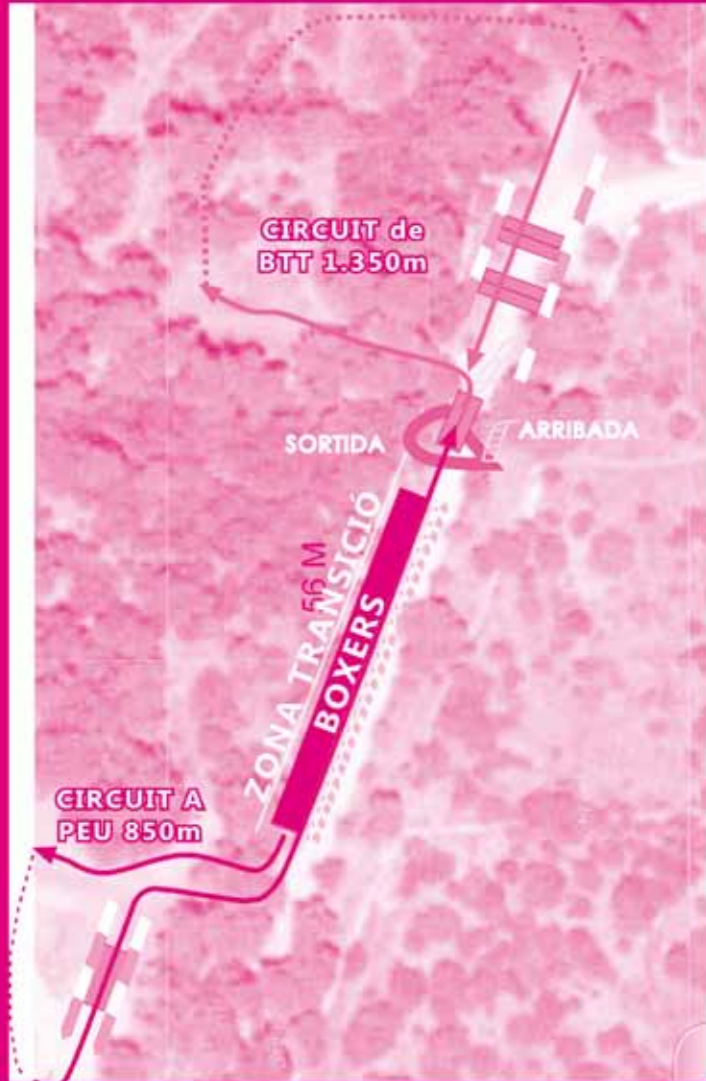 CIRCUIT de
BTT 1.350m
SORTIDA
ARRIBADA
ZONA TRANSICIÓ
56 M
BOXERS
CIRCUIT A
PEU 850m